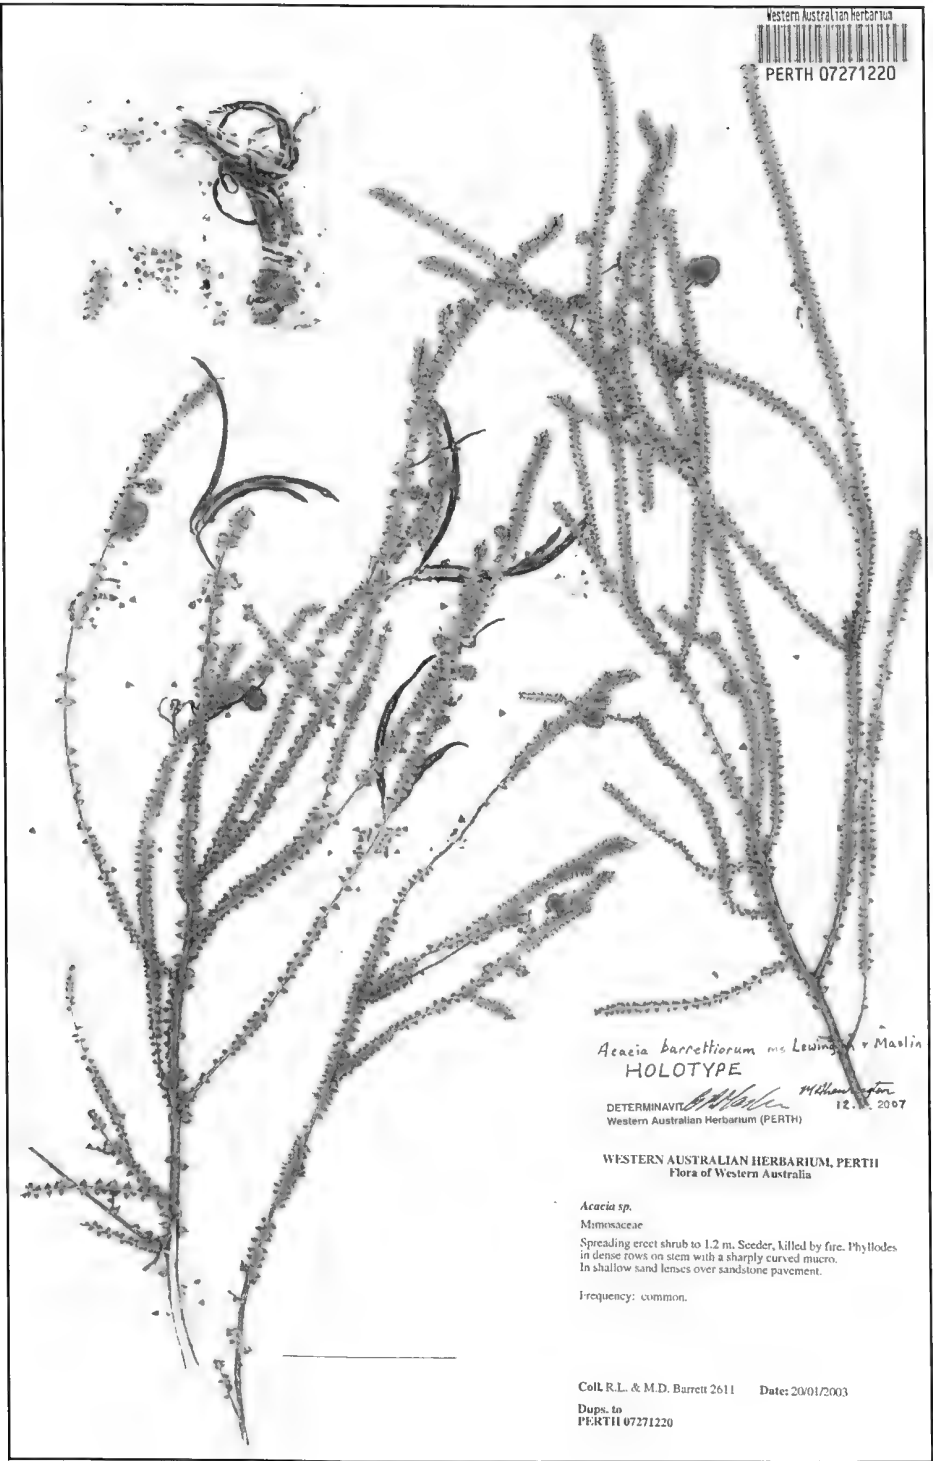 Western Australian Herbarium
PERTH 07271220
Acacia barrettiorum ms Lewington & Maslin
HOLOTYPE
DETERMINAVIT
12. 2007
Western Australian Herbarium (PERTH)
WESTERN AUSTRALIAN HERBARIUM, PERTH
Flora of Western Australia
Acacia sp.
Mimosaceae
Spreading erect shrub to 1.2 m. Seeder, killed by fire. Phyllodes
in dense rows on stem with a sharply curved mucro.
In shallow sand lenses over sandstone pavement.
Frequency: common.
Coll. R.L. & M.D. Barrett 2611 Date: 20/01/2003
Dups. to
PERTH 07271220